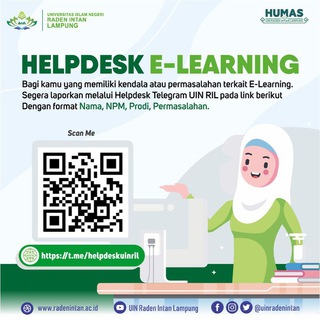 UNIVERSITAS ISLAM NEGERI
RADEN INTAN
LAMPUNG
HUMAS
HELPDESK E-LEARNING
Bagi kamu yang memiliki kendala atau permasalahan terkait E-Learning.
Segera laporkan melalui Helpdesk Telegram UIN RIL pada link berikut
Dengan format Nama, NPM, Prodi, Permasalahan.
Scan Me
https://t.me/helpdeskuinril
www.radenintan.ac.id
UIN Raden Intan Lampung
@uinradenintan